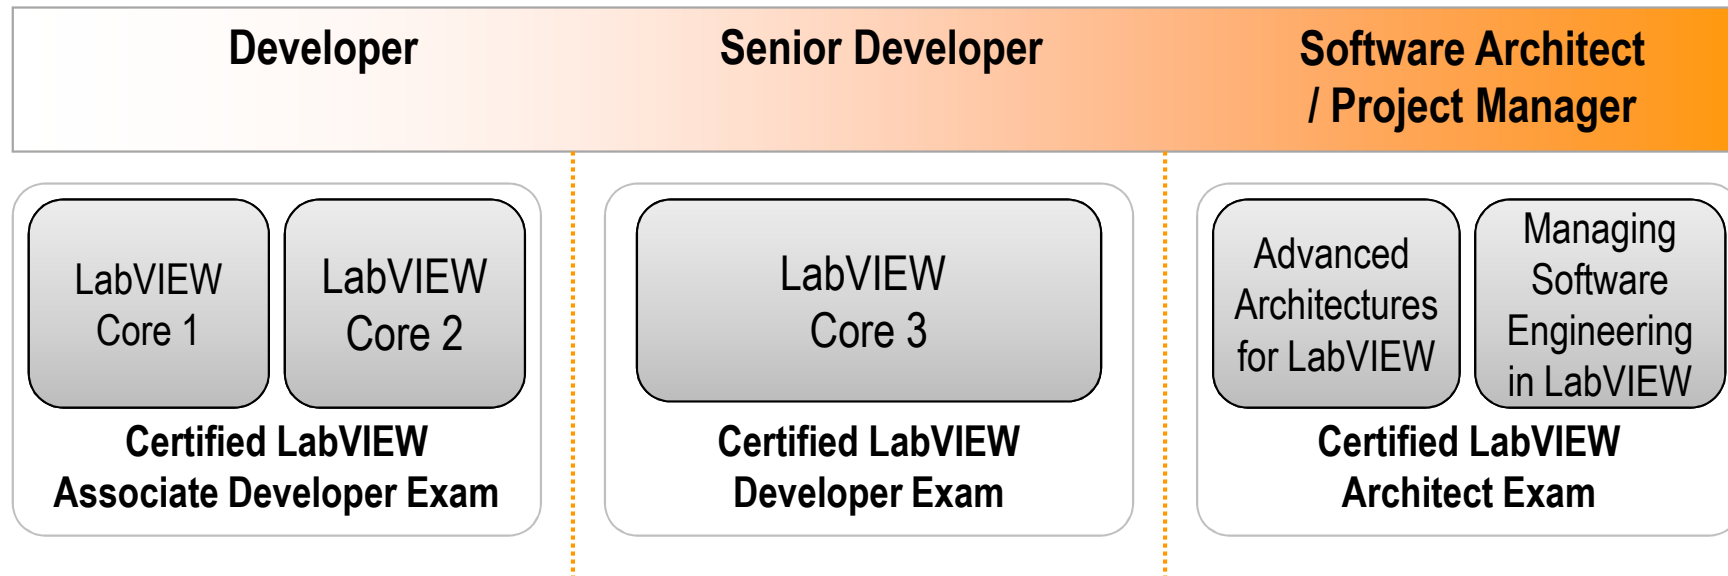 Developer
Senior Developer
Software Architect
/ Project Manager
LabVIEW
Core 1
LabVIEW
Core 2
Certified LabVIEW
Associate Developer Exam
LabVIEW
Core 3
Certified LabVIEW
Developer Exam
Advanced
Architectures
for LabVIEW
Managing
Software
Engineering
in LabVIEW
Certified LabVIEW
Architect Exam